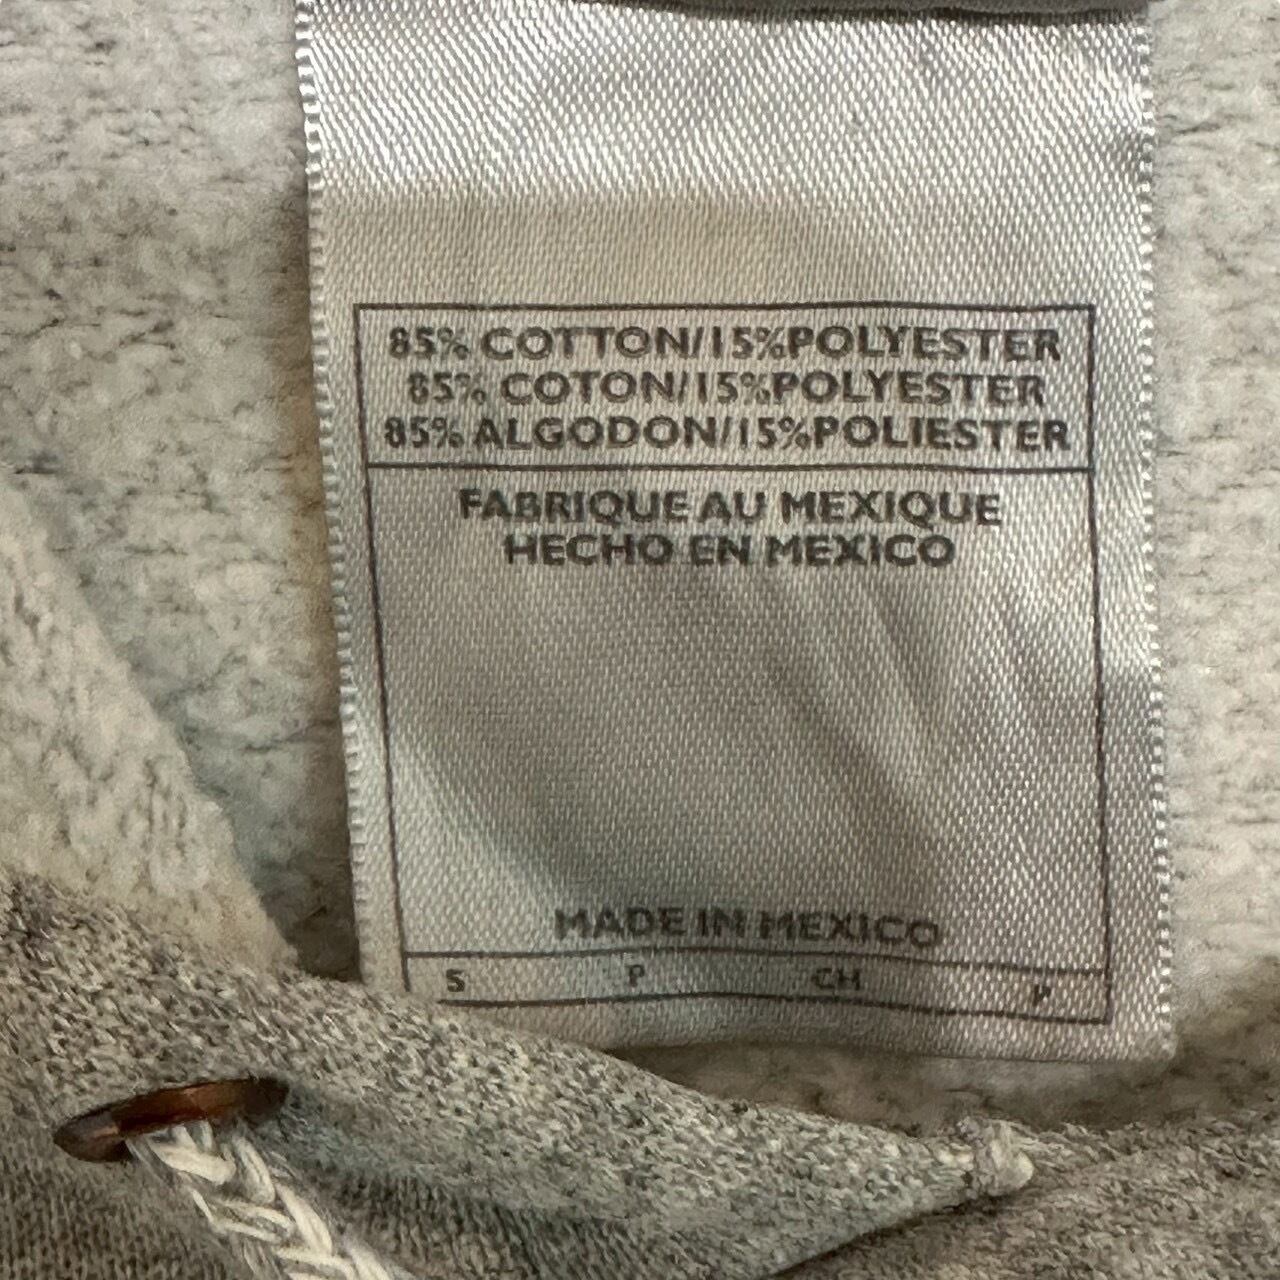 85% COTTON/15%POLYESTER
85% COTON/15%POLYESTER
85% ALGODON/15%POLIESTER
FABRIQUE AU MEXIQUE
HECHO EN MEXICO
MADE IN MEXICO
S P CH P